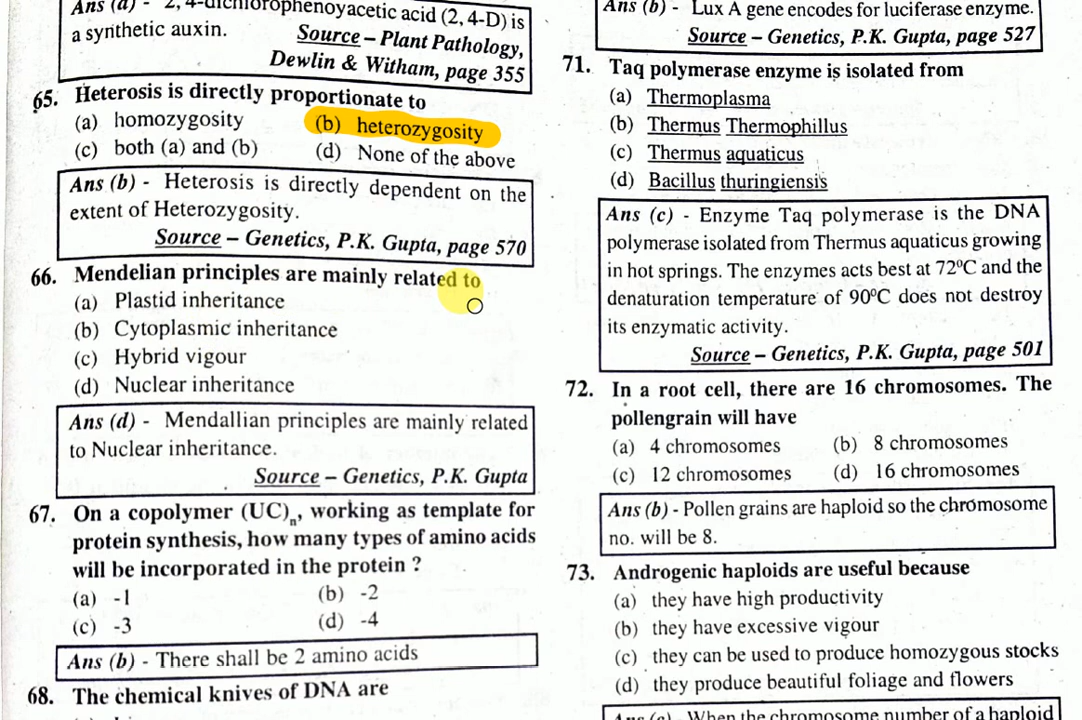 Ans (a) - 2, 4-dichlorophenoyacetic acid (2, 4-D) is
a synthetic auxin. Source – Plant Pathology,
Dewlin & Witham, page 355
65. Heterosis is directly proportionate to
(a) homozygosity (b) heterozygosity
(c) both (a) and (b) (d) None of the above
Ans (b) - Heterosis is directly dependent on the
extent of Heterozygosity.
Source – Genetics, P.K. Gupta, page 570
66. Mendelian principles are mainly related to
(a) Plastid inheritance
(b) Cytoplasmic inheritance
(c) Hybrid vigour
(d) Nuclear inheritance
Ans (d) - Mendallian principles are mainly related
to Nuclear inheritance.
Source – Genetics, P.K. Gupta
67. On a copolymer (UC)n, working as template for
protein synthesis, how many types of amino acids
will be incorporated in the protein ?
(a) -1 (b) -2
(c) -3 (d) -4
Ans (b) - There shall be 2 amino acids
68. The chemical knives of DNA are
Ans (b) - Lux A gene encodes for luciferase enzyme.
Source – Genetics, P.K. Gupta, page 527
71. Taq polymerase enzyme is isolated from
(a) Thermoplasma
(b) Thermus Thermophillus
(c) Thermus aquaticus
(d) Bacillus thuringiensis
Ans (c) - Enzyme Taq polymerase is the DNA
polymerase isolated from Thermus aquaticus growing
in hot springs. The enzymes acts best at 72ºC and the
denaturation temperature of 90ºC does not destroy
its enzymatic activity.
Source – Genetics, P.K. Gupta, page 501
72. In a root cell, there are 16 chromosomes. The
pollengrain will have
(a) 4 chromosomes (b) 8 chromosomes
(c) 12 chromosomes (d) 16 chromosomes
Ans (b) - Pollen grains are haploid so the chromosome
no. will be 8.
73. Androgenic haploids are useful because
(a) they have high productivity
(b) they have excessive vigour
(c) they can be used to produce homozygous stocks
(d) they produce beautiful foliage and flowers
Ans (c) - When the chromosome number of a haploid